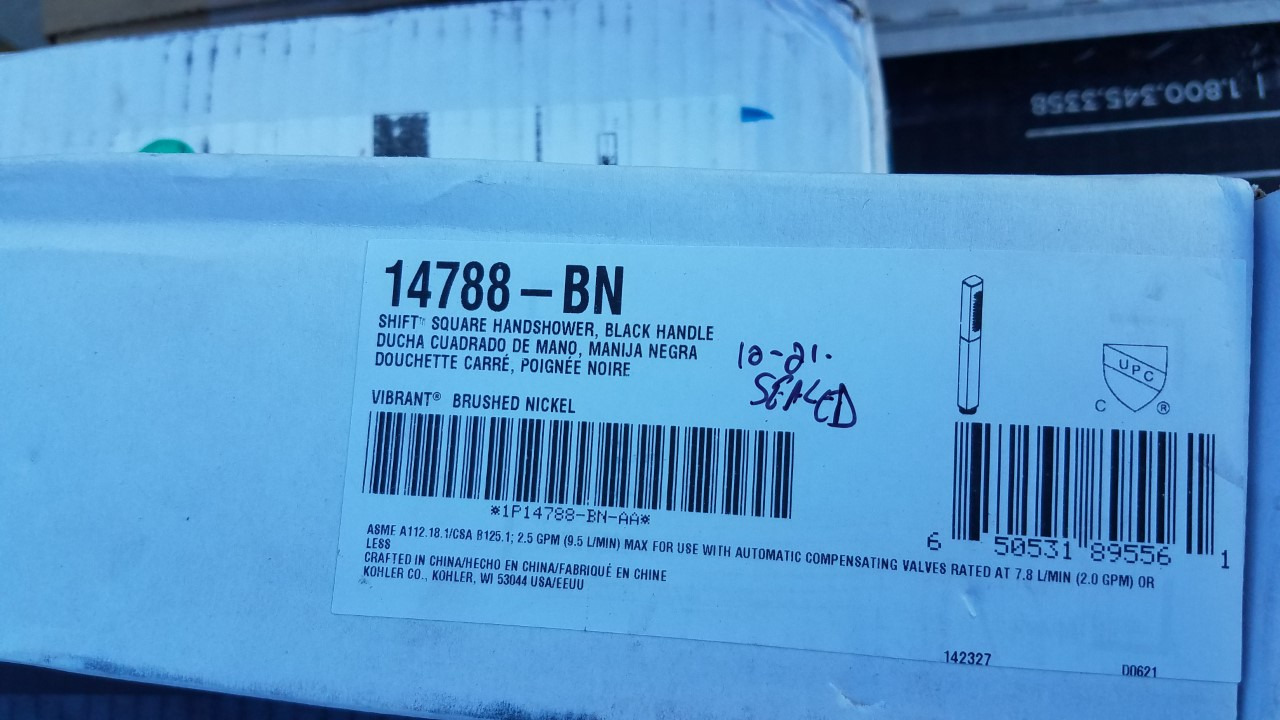 1.800.345.3358
14788-BN
SHIFT™ SQUARE HANDSHOWER, BLACK HANDLE
DUCHA CUADRADO DE MANO, MANIJA NEGRA
DOUCHETTE CARRÉ, POIGNÉE NOIRE
10-21.
SEALED
VIBRANT® BRUSHED NICKEL
UPC
C ®
*1P14788-BN-AA*
6 50531 89556 1
ASME A112.18.1/CSA B125.1; 2.5 GPM (9.5 L/MIN) MAX FOR USE WITH AUTOMATIC COMPENSATING VALVES RATED AT 7.8 L/MIN (2.0 GPM) OR
LESS
CRAFTED IN CHINA/HECHO EN CHINA/FABRIQUÉ EN CHINE
KOHLER CO., KOHLER, WI 53044 USA/EEUU
142327
D0621